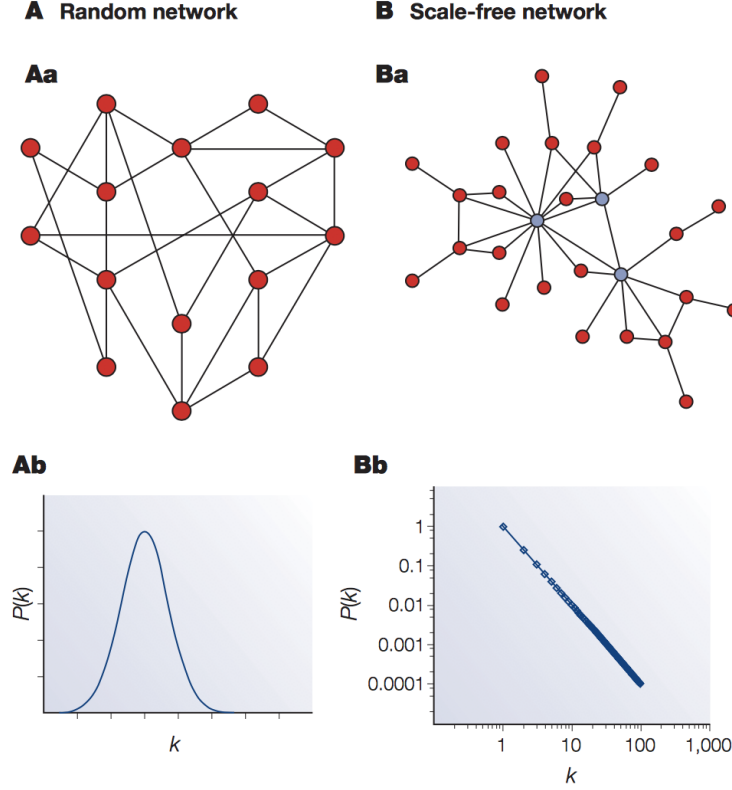 A Random network
B Scale-free network
Aa
Ba
Ab
Bb
P(k)
k
P(k)
1
0.1
0.01
0.001
0.0001
1
10
100
1,000
k